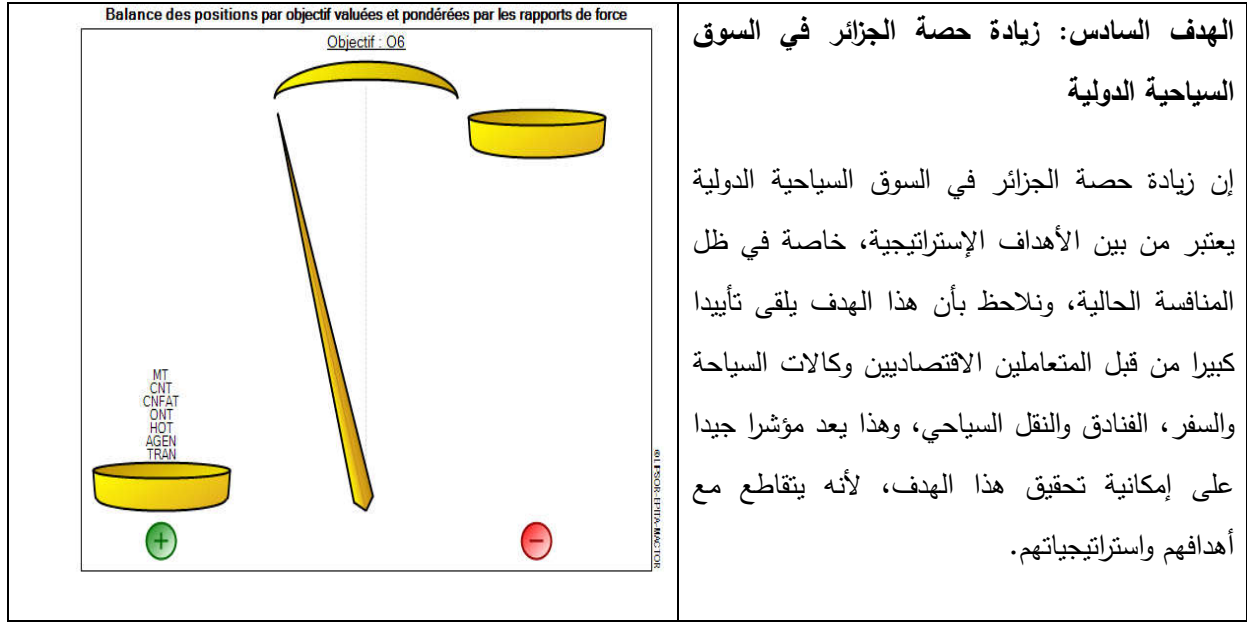 Balance des positions par objectif valuées et pondérées par les rapports de force
Objectif : O6
MT
CNT
CNFAT
ONT
HOT
AGEN
TRAN
+
−
©LIPSOR-EPITA-MACTOR
الهدف السادس: زيادة حصة الجزائر في السوق
السياحية الدولية
إن زيادة حصة الجزائر في السوق السياحية الدولية
يعتبر من بين الأهداف الإستراتيجية، خاصة في ظل
المنافسة الحالية، ونلاحظ بأن هذا الهدف يلقى تأييدا
كبيرا من قبل المتعاملين الاقتصاديين وكالات السياحة
والسفر، الفنادق والنقل السياحي، وهذا يعد مؤشرا جيدا
على إمكانية تحقيق هذا الهدف، لأنه يتقاطع مع
أهدافهم واستراتيجياتهم.